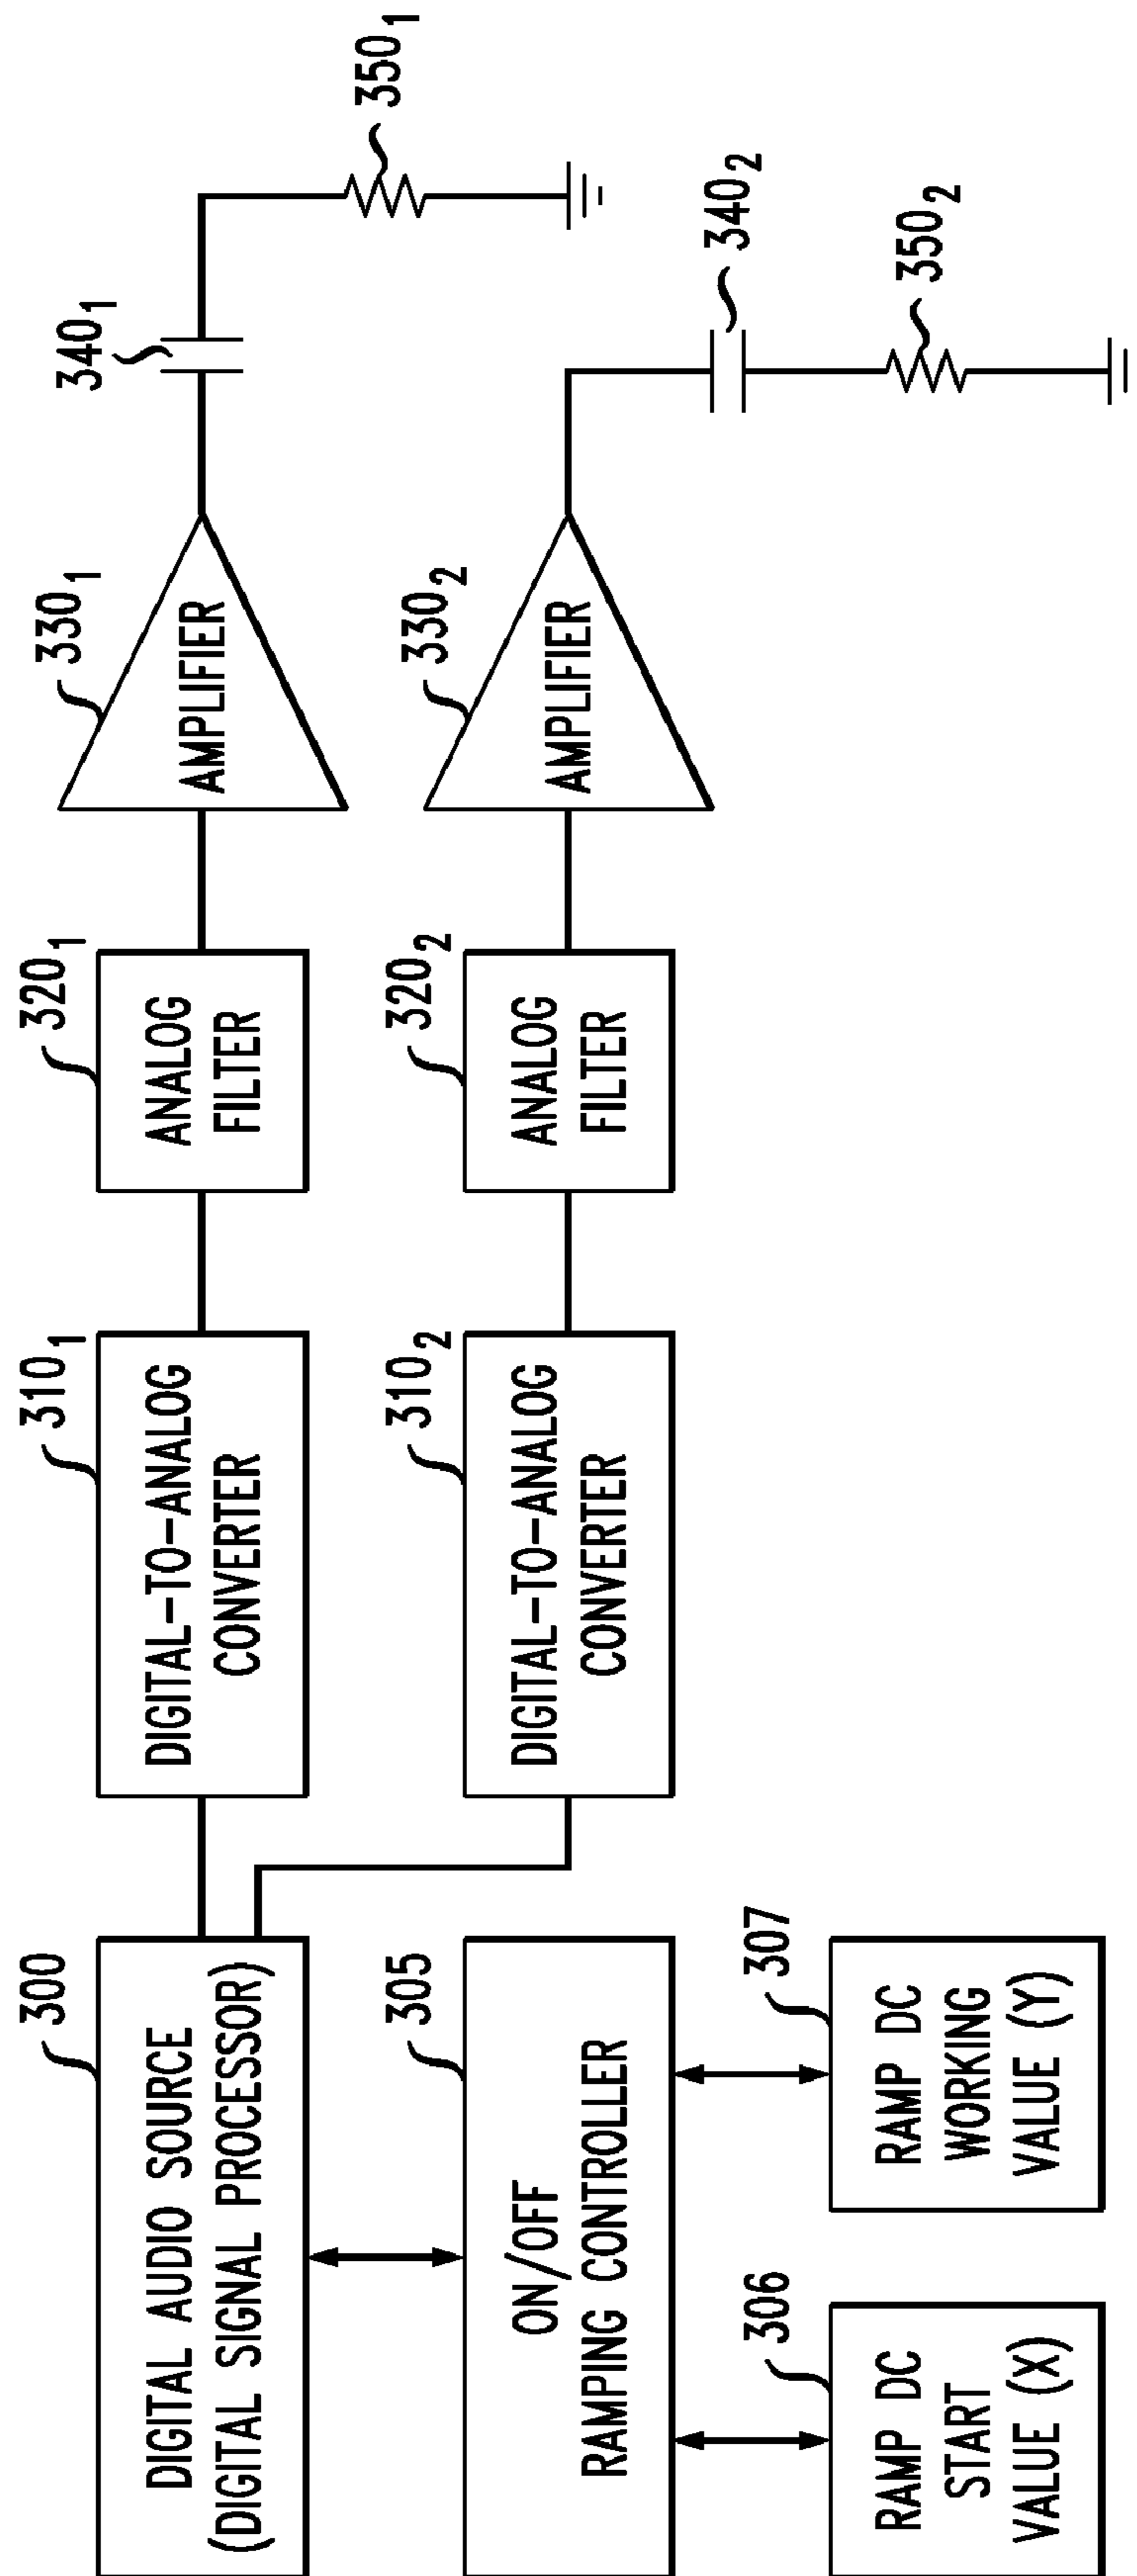 300
DIGITAL AUDIO SOURCE
(DIGITAL SIGNAL PROCESSOR)
310₁
DIGITAL-TO-ANALOG
CONVERTER
320₁
ANALOG
FILTER
330₁
AMPLIFIER
340₁
350₁
305
ON/OFF
RAMPING CONTROLLER
310₂
DIGITAL-TO-ANALOG
CONVERTER
320₂
ANALOG
FILTER
330₂
AMPLIFIER
340₂
350₂
306
RAMP DC
START
VALUE (X)
307
RAMP DC
WORKING
VALUE (Y)